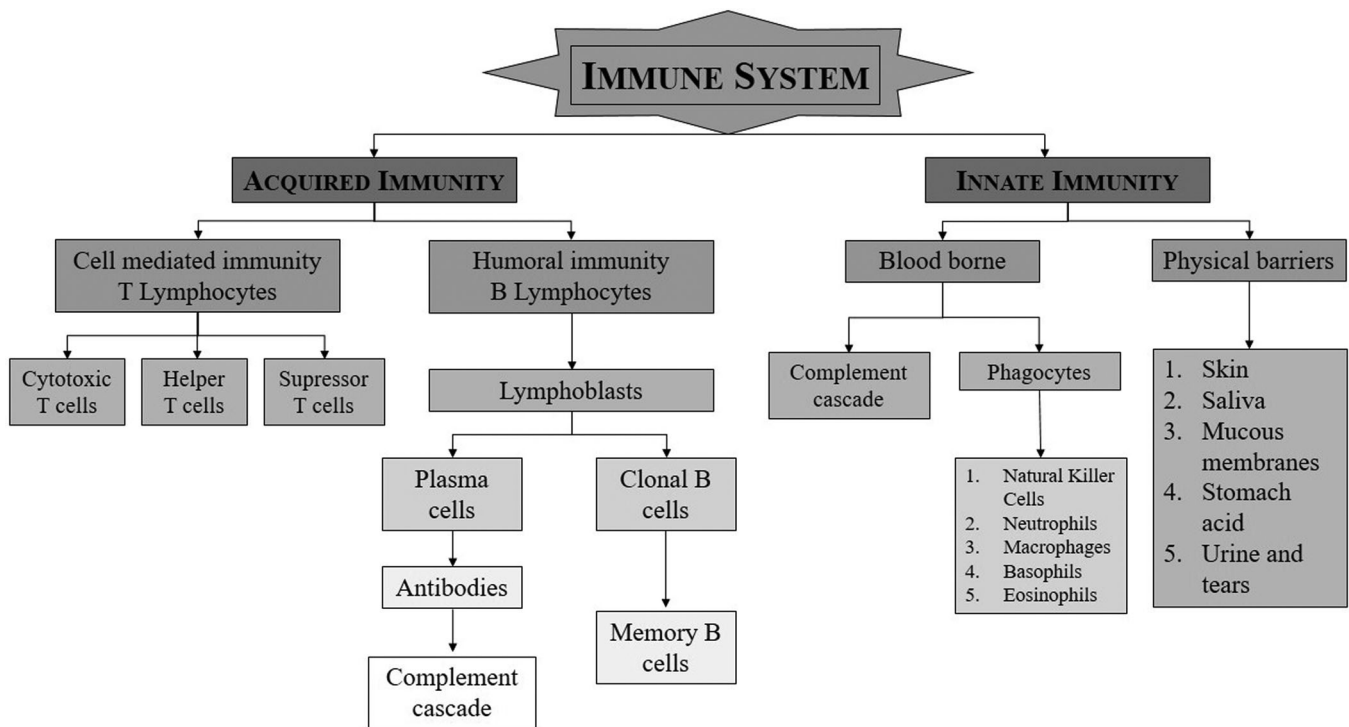 IMMUNE SYSTEM
ACQUIRED IMMUNITY
INNATE IMMUNITY
Cell mediated immunity
T Lymphocytes
Humoral immunity
B Lymphocytes
Blood borne
Physical barriers
Cytotoxic
T cells
Helper
T cells
Supressor
T cells
Lymphoblasts
Complement
cascade
Phagocytes
1. Skin
2. Saliva
3. Mucous
membranes
4. Stomach
acid
5. Urine and
tears
Plasma
cells
Clonal B
cells
1. Natural Killer
Cells
2. Neutrophils
3. Macrophages
4. Basophils
5. Eosinophils
Antibodies
Memory B
cells
Complement
cascade